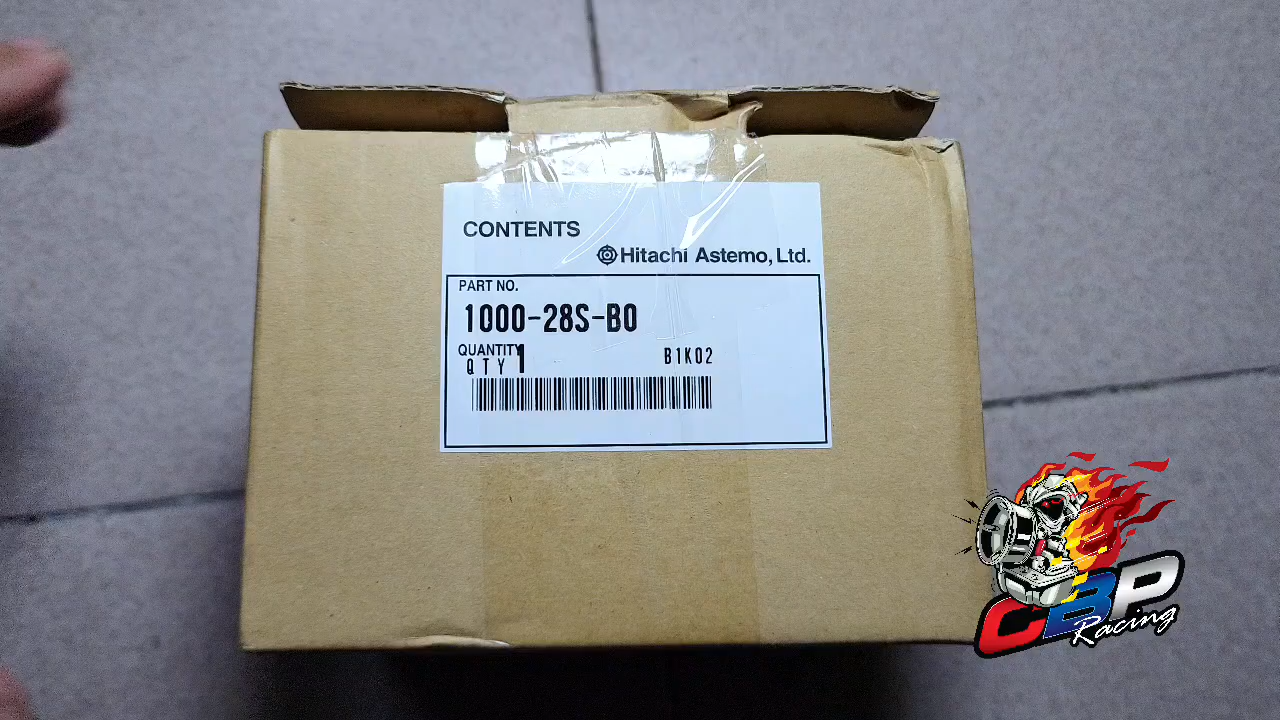 CONTENTS
Hitachi Astemo, Ltd.
PART NO.
1000-28S-B0
QUANTITY
QTY 1
B1K02
CBP
Racing